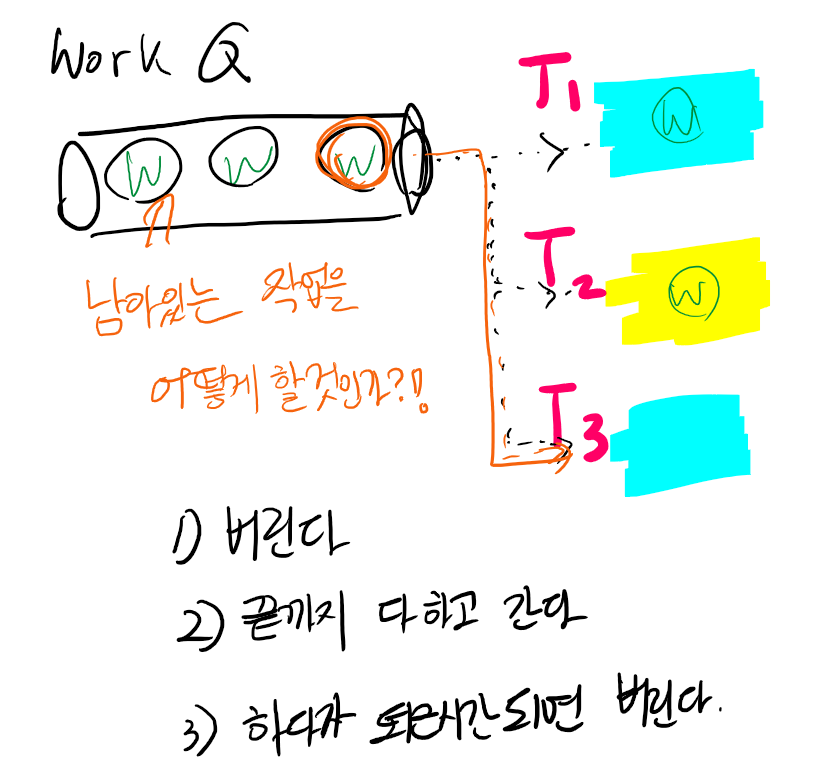 Work Q
T1
W
W W W
T2
W
남아있는 작업을
어떻게 할것인가?!
T3
1) 버린다
2) 끝까지 다하고 간다
3) 하다가 퇴근시간되면 버린다.